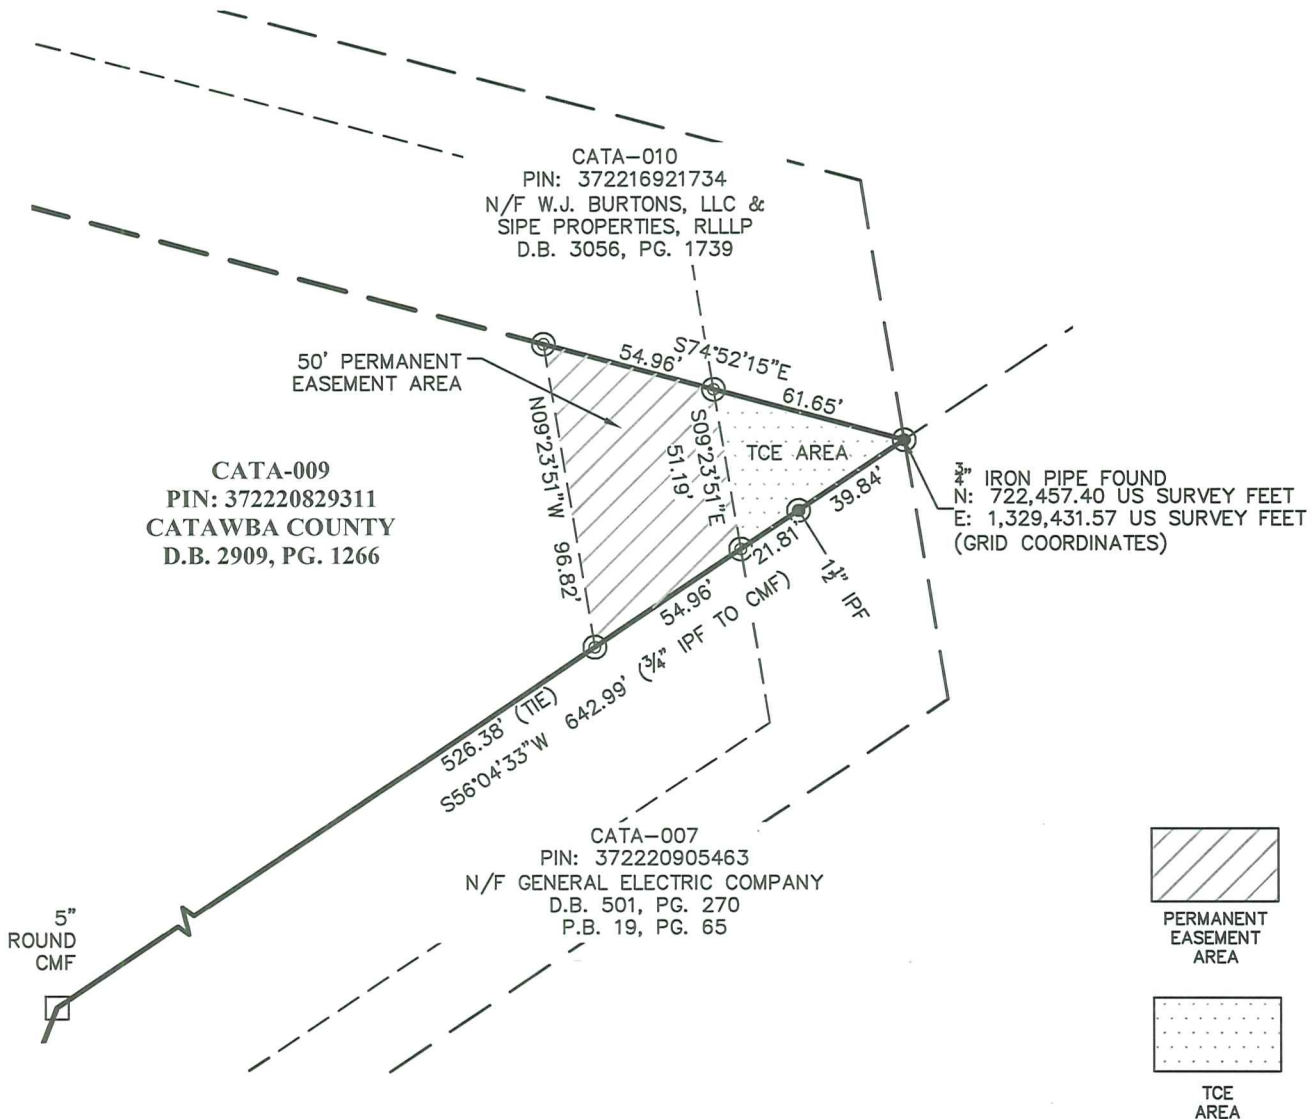 CATA-010
PIN: 372216921734
N/F W.J. BURTONS, LLC &
SIPE PROPERTIES, RLLLP
D.B. 3056, PG. 1739
50' PERMANENT
EASEMENT AREA
54.96'
S74°52'15"E
61.65'
N09°23'51"W
96.82'
S09°23'51"E
51.19'
TCE AREA
39.84'
21.81'
1½" IPF
¾" IRON PIPE FOUND
N: 722,457.40 US SURVEY FEET
E: 1,329,431.57 US SURVEY FEET
(GRID COORDINATES)
CATA-009
PIN: 372220829311
CATAWBA COUNTY
D.B. 2909, PG. 1266
54.96'
526.38' (TIE)
S56°04'33"W 642.99' (3/4" IPF TO CMF)
CATA-007
PIN: 372220905463
N/F GENERAL ELECTRIC COMPANY
D.B. 501, PG. 270
P.B. 19, PG. 65
5"
ROUND
CMF
PERMANENT
EASEMENT
AREA
TCE
AREA